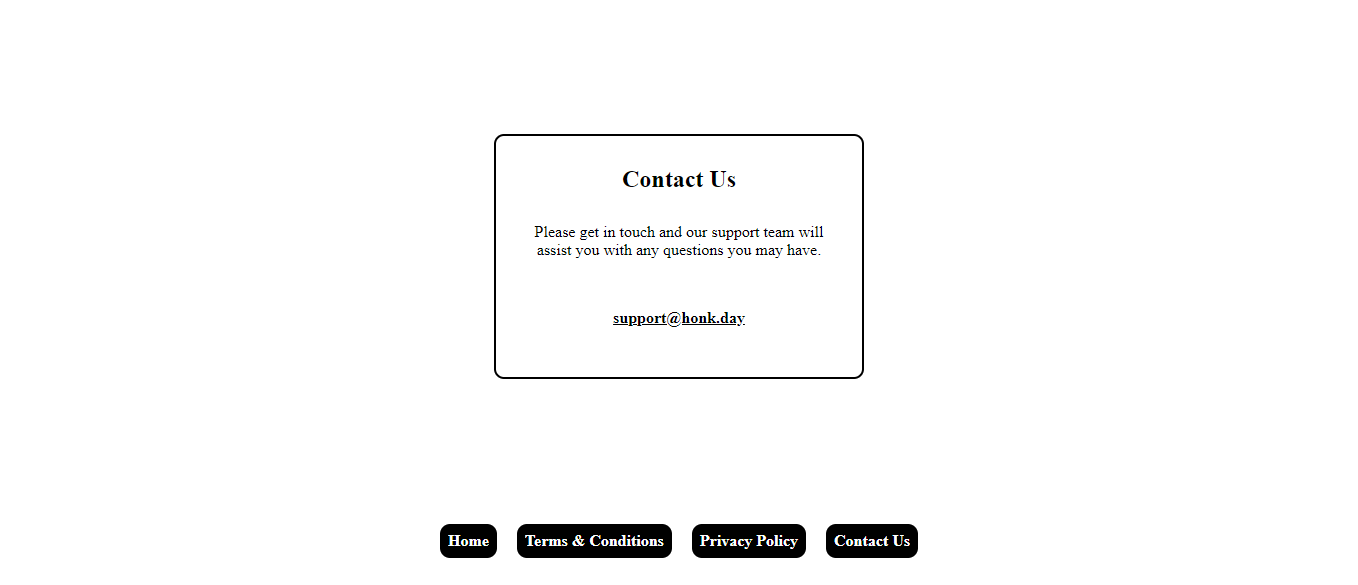 Contact Us
Please get in touch and our support team will
assist you with any questions you may have.
support@honk.day
Home
Terms & Conditions
Privacy Policy
Contact Us